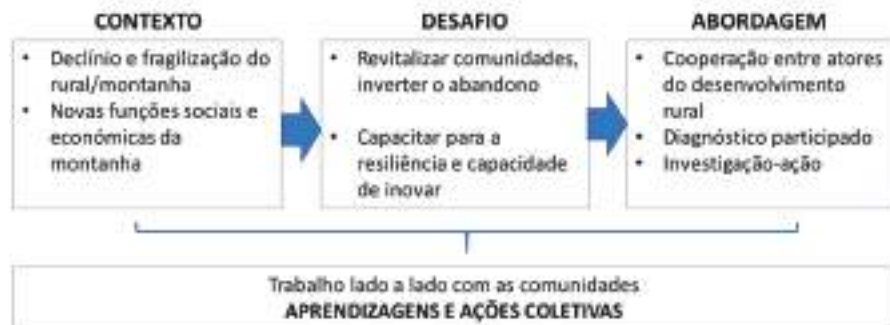 CONTEXTO
• Declínio e fragilização do
rural/montanha
• Novas funções sociais e
económicas da
montanha
DESAFIO
• Revitalizar comunidades,
inverter o abandono
• Capacitar para a
resiliência e capacidade
de inovar
ABORDAGEM
• Cooperação entre atores
do desenvolvimento
rural
• Diagnóstico participado
• Investigação-ação
Trabalho lado a lado com as comunidades
APRENDIZAGENS E AÇÕES COLETIVAS